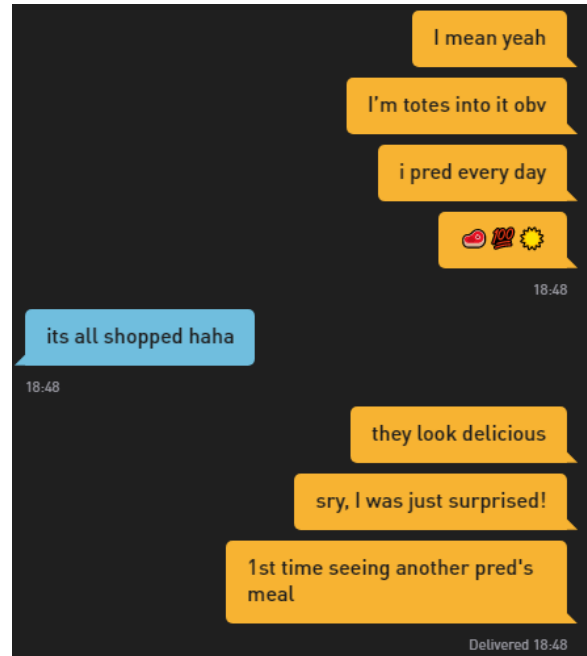 I mean yeah
I'm totes into it obv
i pred every day
🥩💯✹
18:48
its all shopped haha
18:48
they look delicious
sry, I was just surprised!
1st time seeing another pred's
meal
Delivered 18:48